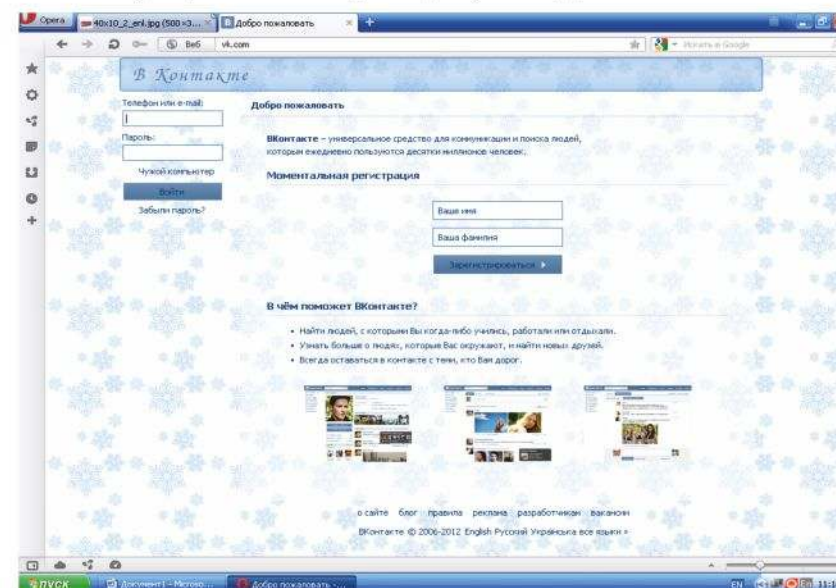 Opera
40x10_2_enl.jpg (500×3...
Добро пожаловать
Веб
vk.com
Искать в Google
В Контакте
Телефон или e-mail:
Пароль:
Чужой компьютер
Войти
Забыли пароль?
Добро пожаловать
ВКонтакте – универсальное средство для коммуникации и поиска людей,
которым ежедневно пользуются десятки миллионов человек.
Моментальная регистрация
Ваше имя
Ваша фамилия
Зарегистрироваться
В чём поможет ВКонтакте?
• Найти людей, с которыми Вы когда-либо учились, работали или отдыхали.
• Узнать больше о людях, которые Вас окружают, и найти новых друзей.
• Всегда оставаться в контакте с теми, кто Вам дорог.
о сайте блог правила реклама разработчикам вакансии
ВКонтакте © 2006-2012 English Русский Українська все языки »
пуск
Документ1 - Microso...
Добро пожаловать -...
EN